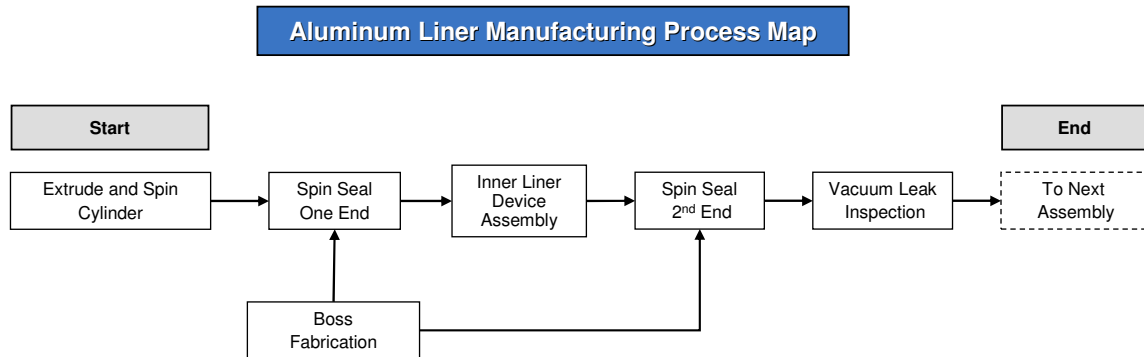 Aluminum Liner Manufacturing Process Map
Start
End
Extrude and Spin
Cylinder
Spin Seal
One End
Inner Liner
Device
Assembly
Spin Seal
2nd End
Vacuum Leak
Inspection
To Next
Assembly
Boss
Fabrication